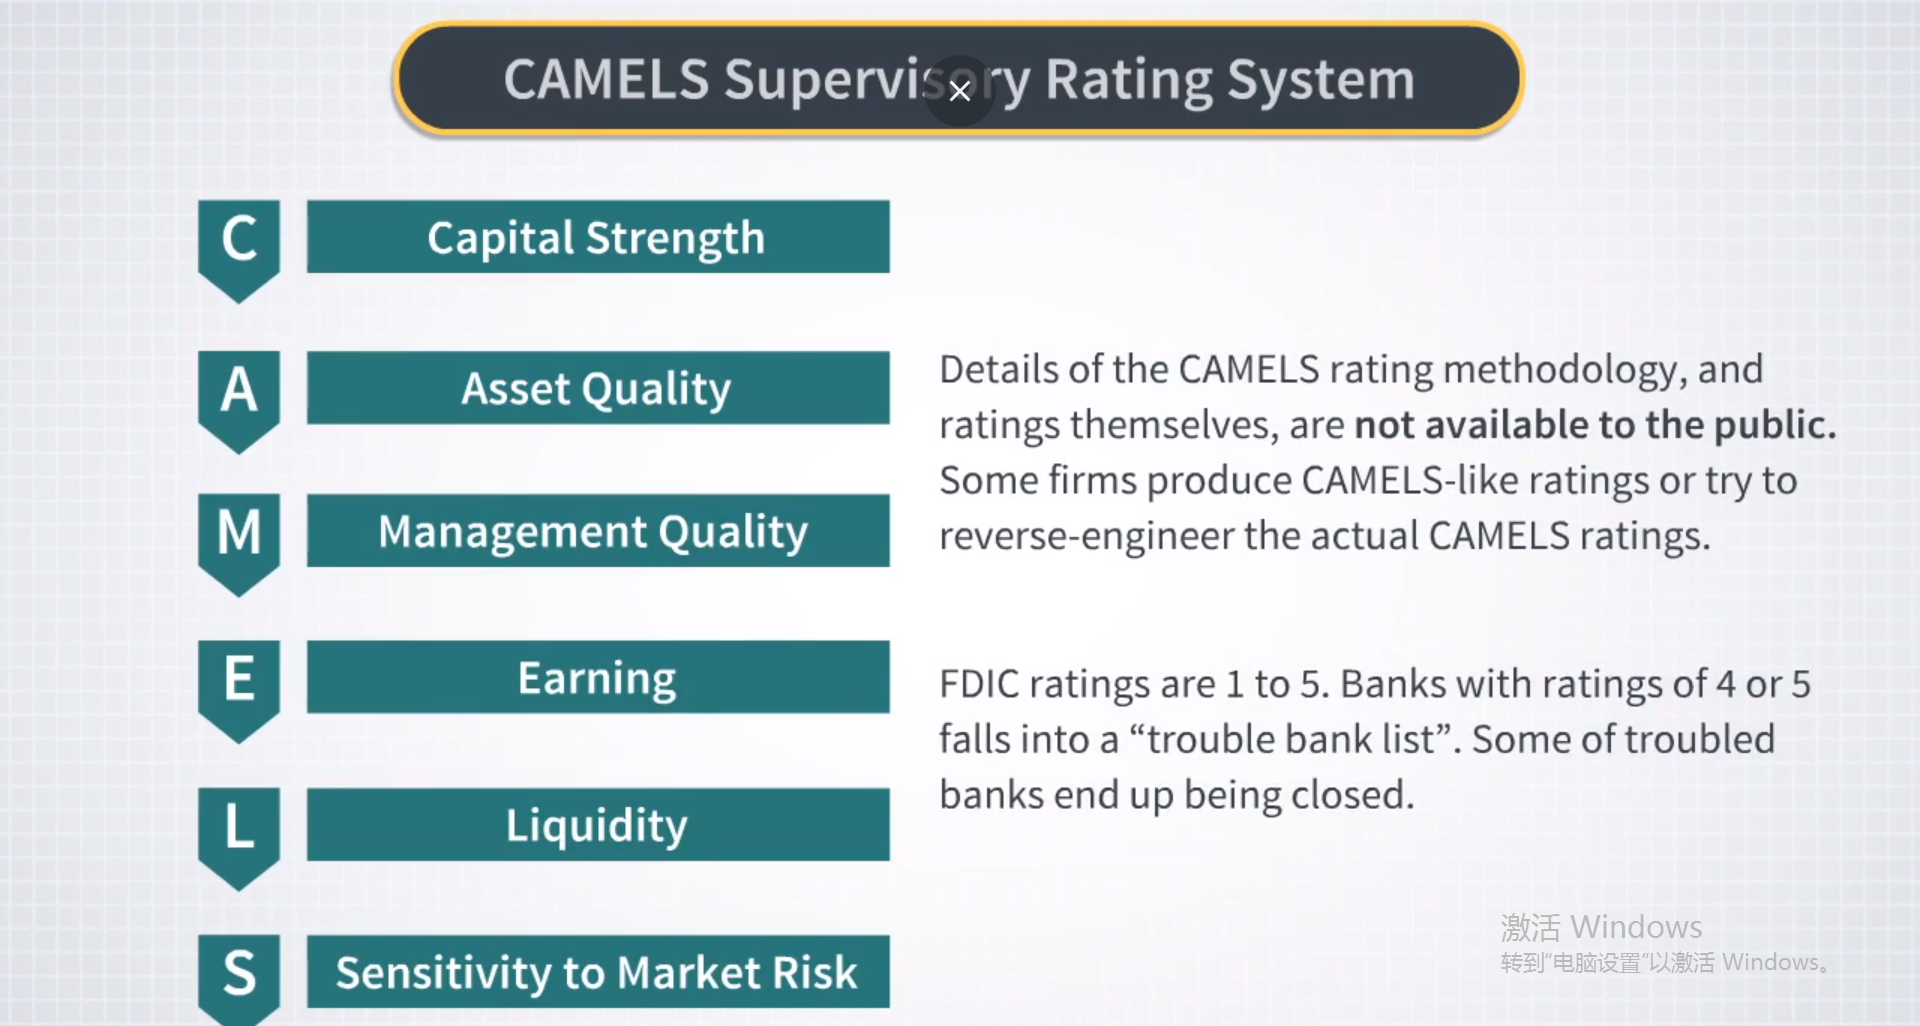 CAMELS Supervisory Rating System
C
Capital Strength
A
Asset Quality
M
Management Quality
E
Earning
L
Liquidity
S
Sensitivity to Market Risk
Details of the CAMELS rating methodology, and
ratings themselves, are not available to the public.
Some firms produce CAMELS-like ratings or try to
reverse-engineer the actual CAMELS ratings.
FDIC ratings are 1 to 5. Banks with ratings of 4 or 5
falls into a “trouble bank list”. Some of troubled
banks end up being closed.
激活 Windows
转到“电脑设置”以激活 Windows。